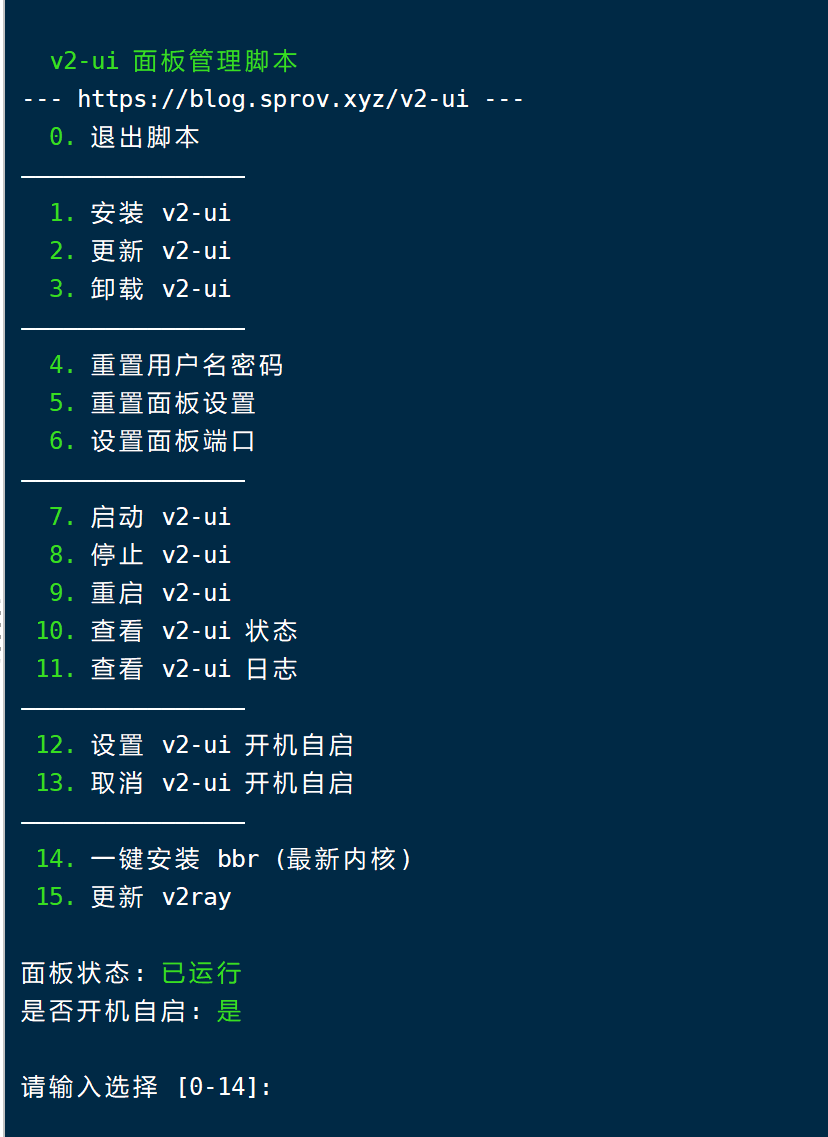 v2-ui 面板管理脚本
--- https://blog.sprov.xyz/v2-ui ---
0. 退出脚本
1. 安装 v2-ui
2. 更新 v2-ui
3. 卸载 v2-ui
4. 重置用户名密码
5. 重置面板设置
6. 设置面板端口
7. 启动 v2-ui
8. 停止 v2-ui
9. 重启 v2-ui
10. 查看 v2-ui 状态
11. 查看 v2-ui 日志
12. 设置 v2-ui 开机自启
13. 取消 v2-ui 开机自启
14. 一键安装 bbr (最新内核)
15. 更新 v2ray
面板状态: 已运行
是否开机自启: 是
请输入选择 [0-14]: